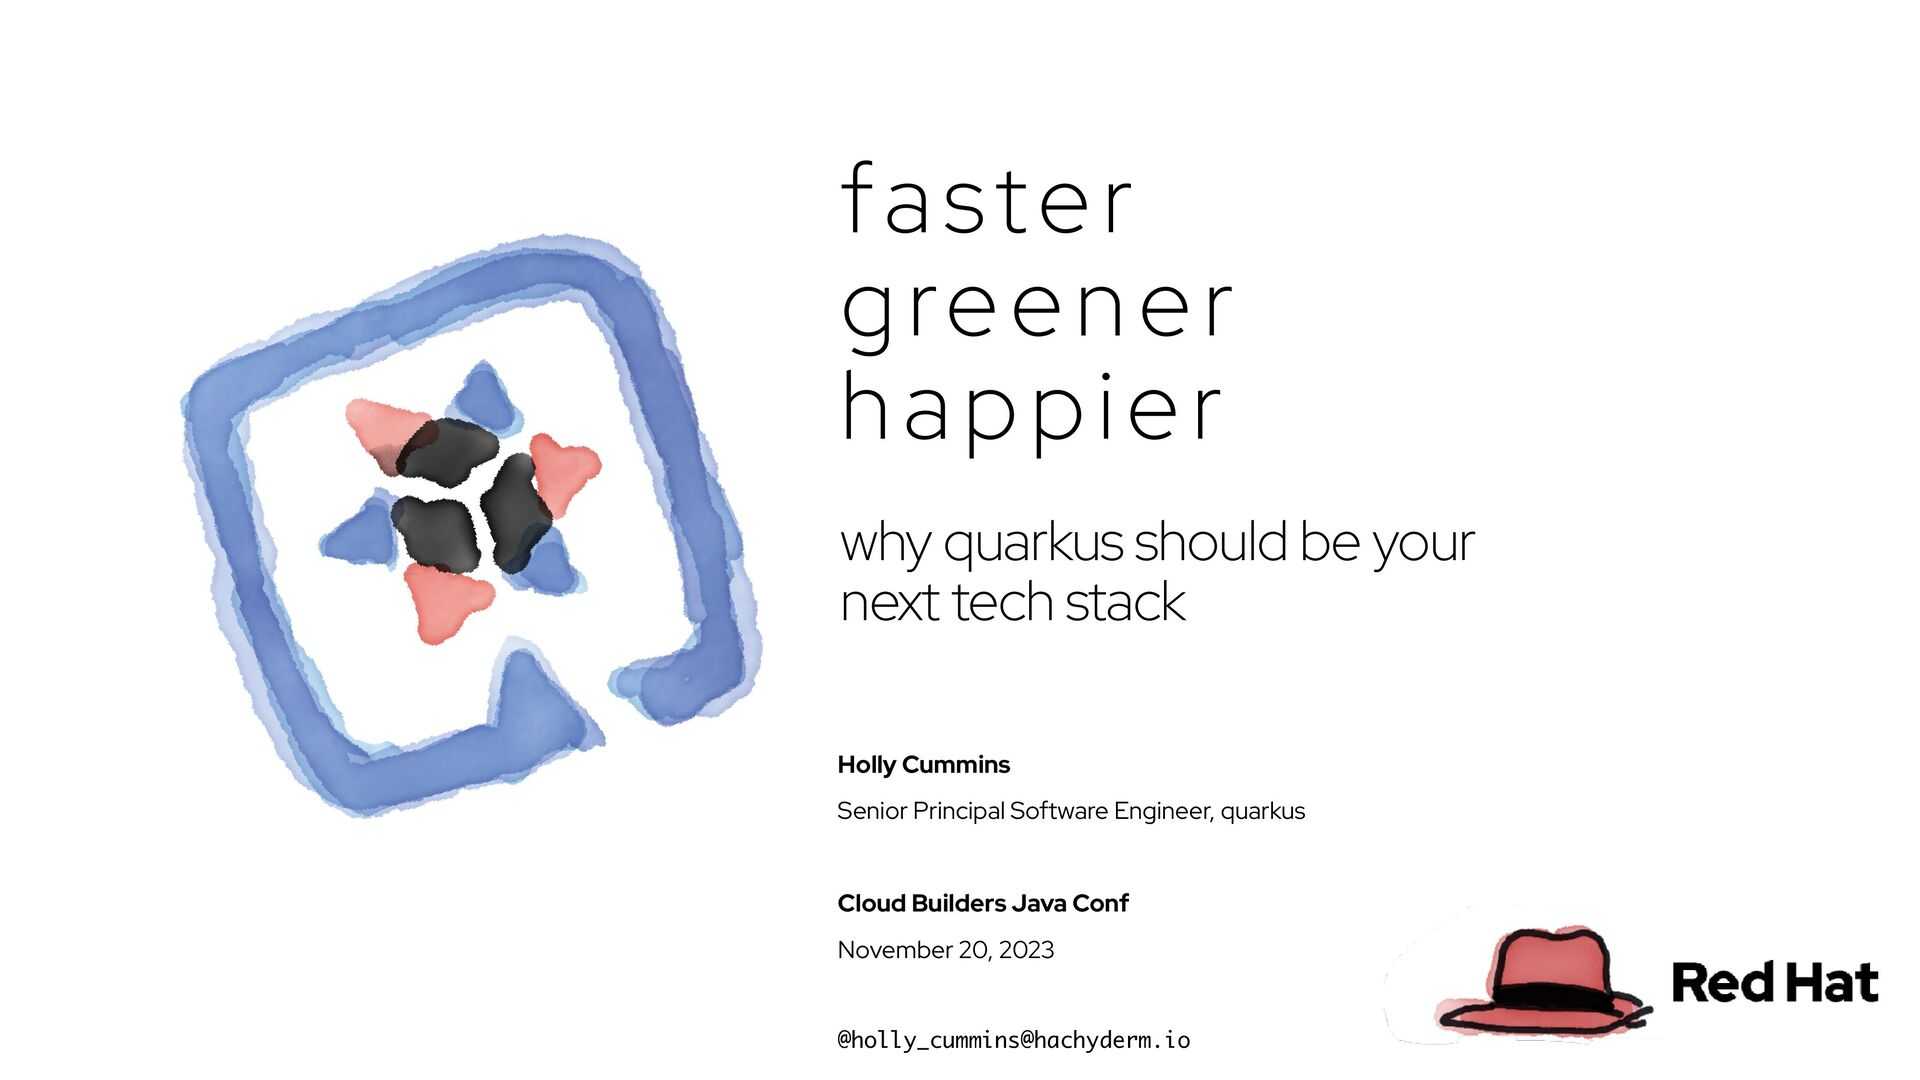 faster
greener
happier
why quarkus should be your
next tech stack
Holly Cummins
Senior Principal Software Engineer, quarkus
Cloud Builders Java Conf
November 20, 2023
@holly_cummins@hachyderm.io
Red Hat